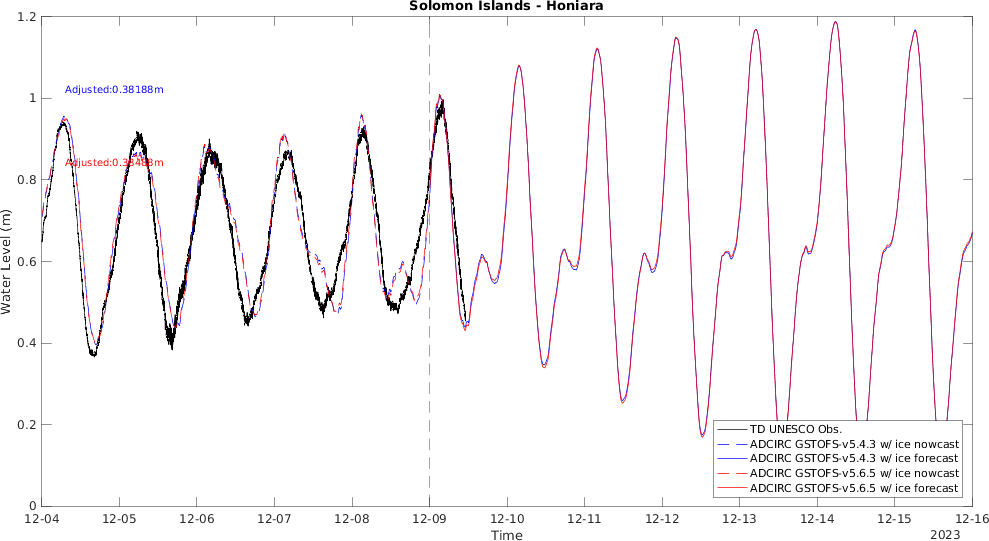 Solomon Islands - Honiara
Water Level (m)
1.2
1
0.8
0.6
0.4
0.2
0
Adjusted:0.38188m
Adjusted:0.38488m
TD UNESCO Obs.
ADCIRC GSTOFS-v5.4.3 w/ ice nowcast
ADCIRC GSTOFS-v5.4.3 w/ ice forecast
ADCIRC GSTOFS-v5.6.5 w/ ice nowcast
ADCIRC GSTOFS-v5.6.5 w/ ice forecast
12-04 12-05 12-06 12-07 12-08 12-09 12-10 12-11 12-12 12-13 12-14 12-15 12-16
Time
2023